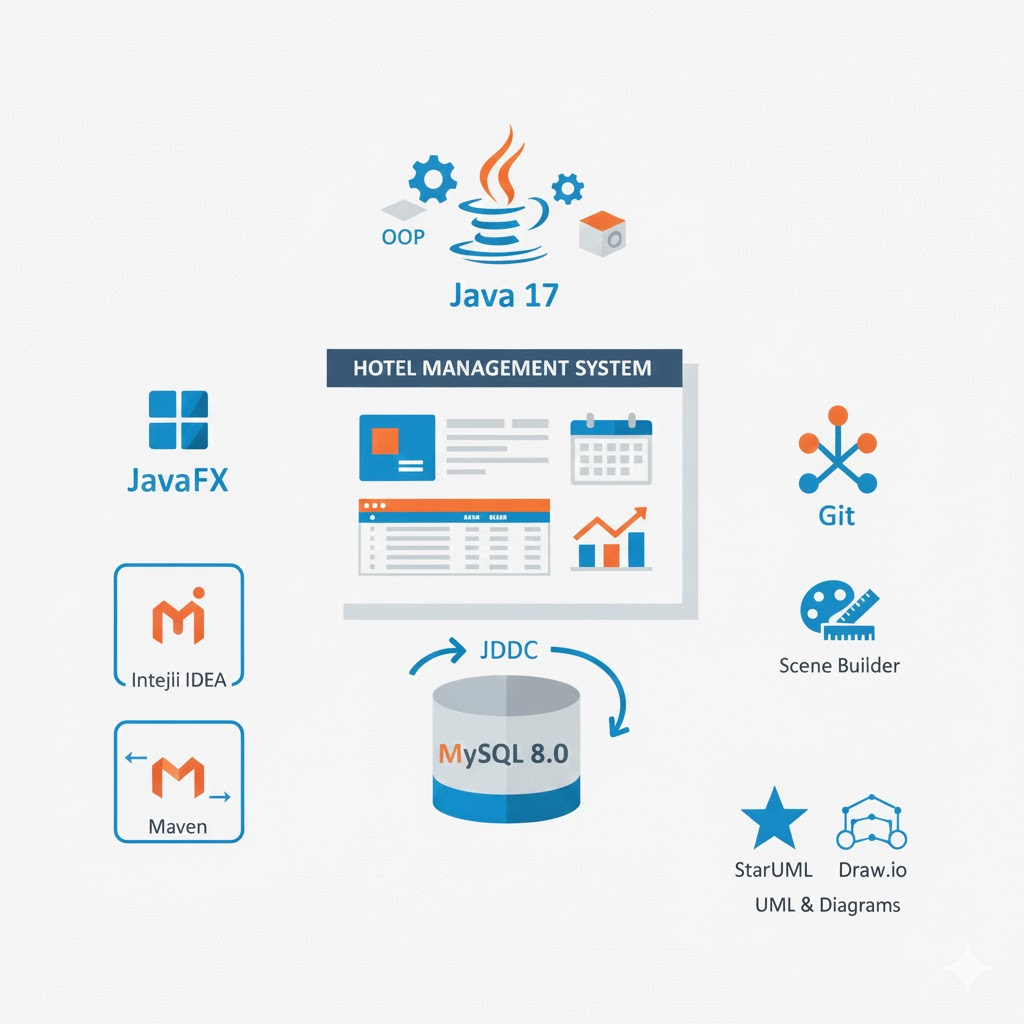 OOP
Java 17
HOTEL MANAGEMENT SYSTEM
JavaFX
Git
Intejii IDEA
Scene Builder
JDDC
MySQL 8.0
Maven
StarUML
Draw.io
UML & Diagrams